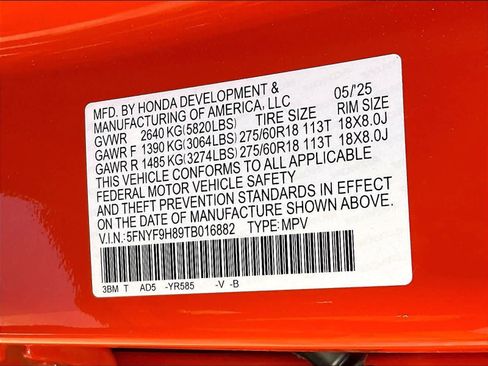 MFD. BY HONDA DEVELOPMENT & 05/'25
MANUFACTURING OF AMERICA, LLC
GVWR 2640 KG(5820LBS) TIRE SIZE RIM SIZE
GAWR F 1390 KG(3064LBS) 275/60R18 113T 18X8.0J
GAWR R 1485 KG(3274LBS) 275/60R18 113T 18X8.0J
THIS VEHICLE CONFORMS TO ALL APPLICABLE
FEDERAL MOTOR VEHICLE SAFETY
AND THEFT PREVENTION STANDARDS IN EFFECT
ON THE DATE OF MANUFACTURE SHOWN ABOVE.
V.I.N.: 5FNYF9H89TB016882 TYPE: MPV
3BM T AD5 -YR585 -V -B